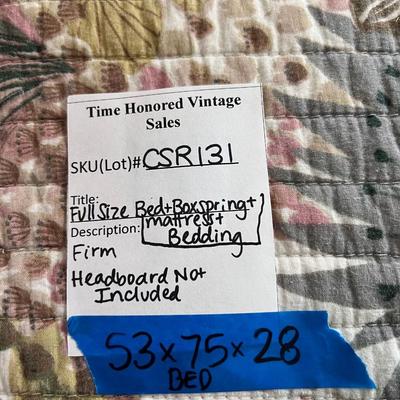 Time Honored Vintage
Sales
SKU(Lot)# CSR131
Title:
Full Size Bed+Boxspring+
Description: mattress+
Bedding
Firm
Headboard Not
Included
53x75x28
BED